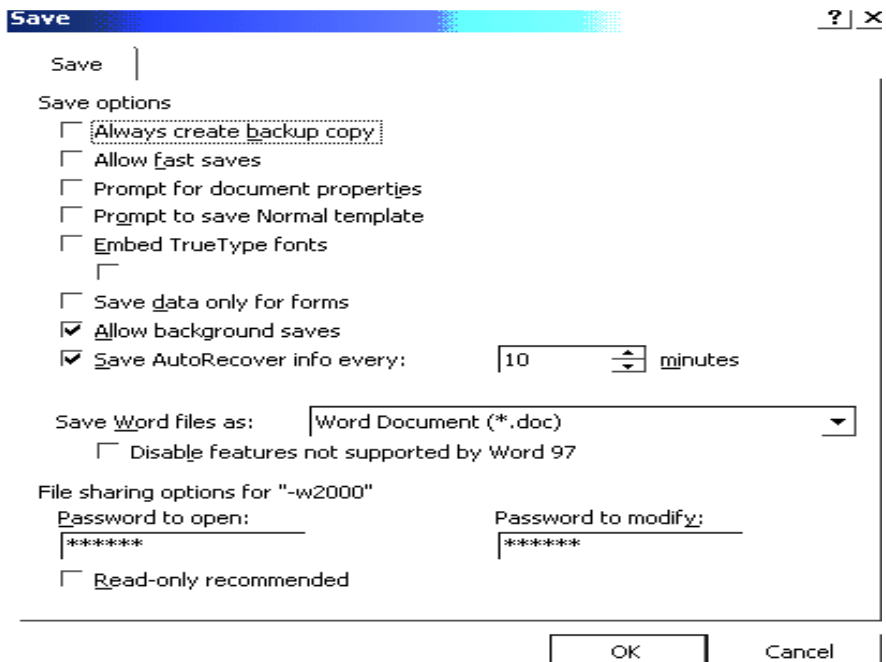 Save ? ×
Save
Save options
Always create backup copy
Allow fast saves
Prompt for document properties
Prompt to save Normal template
Embed TrueType fonts
Save data only for forms
Allow background saves
Save AutoRecover info every: 10 minutes
Save Word files as: Word Document (*.doc)
Disable features not supported by Word 97
File sharing options for "-w2000"
Password to open: Password to modify:
****** ******
Read-only recommended
OK Cancel